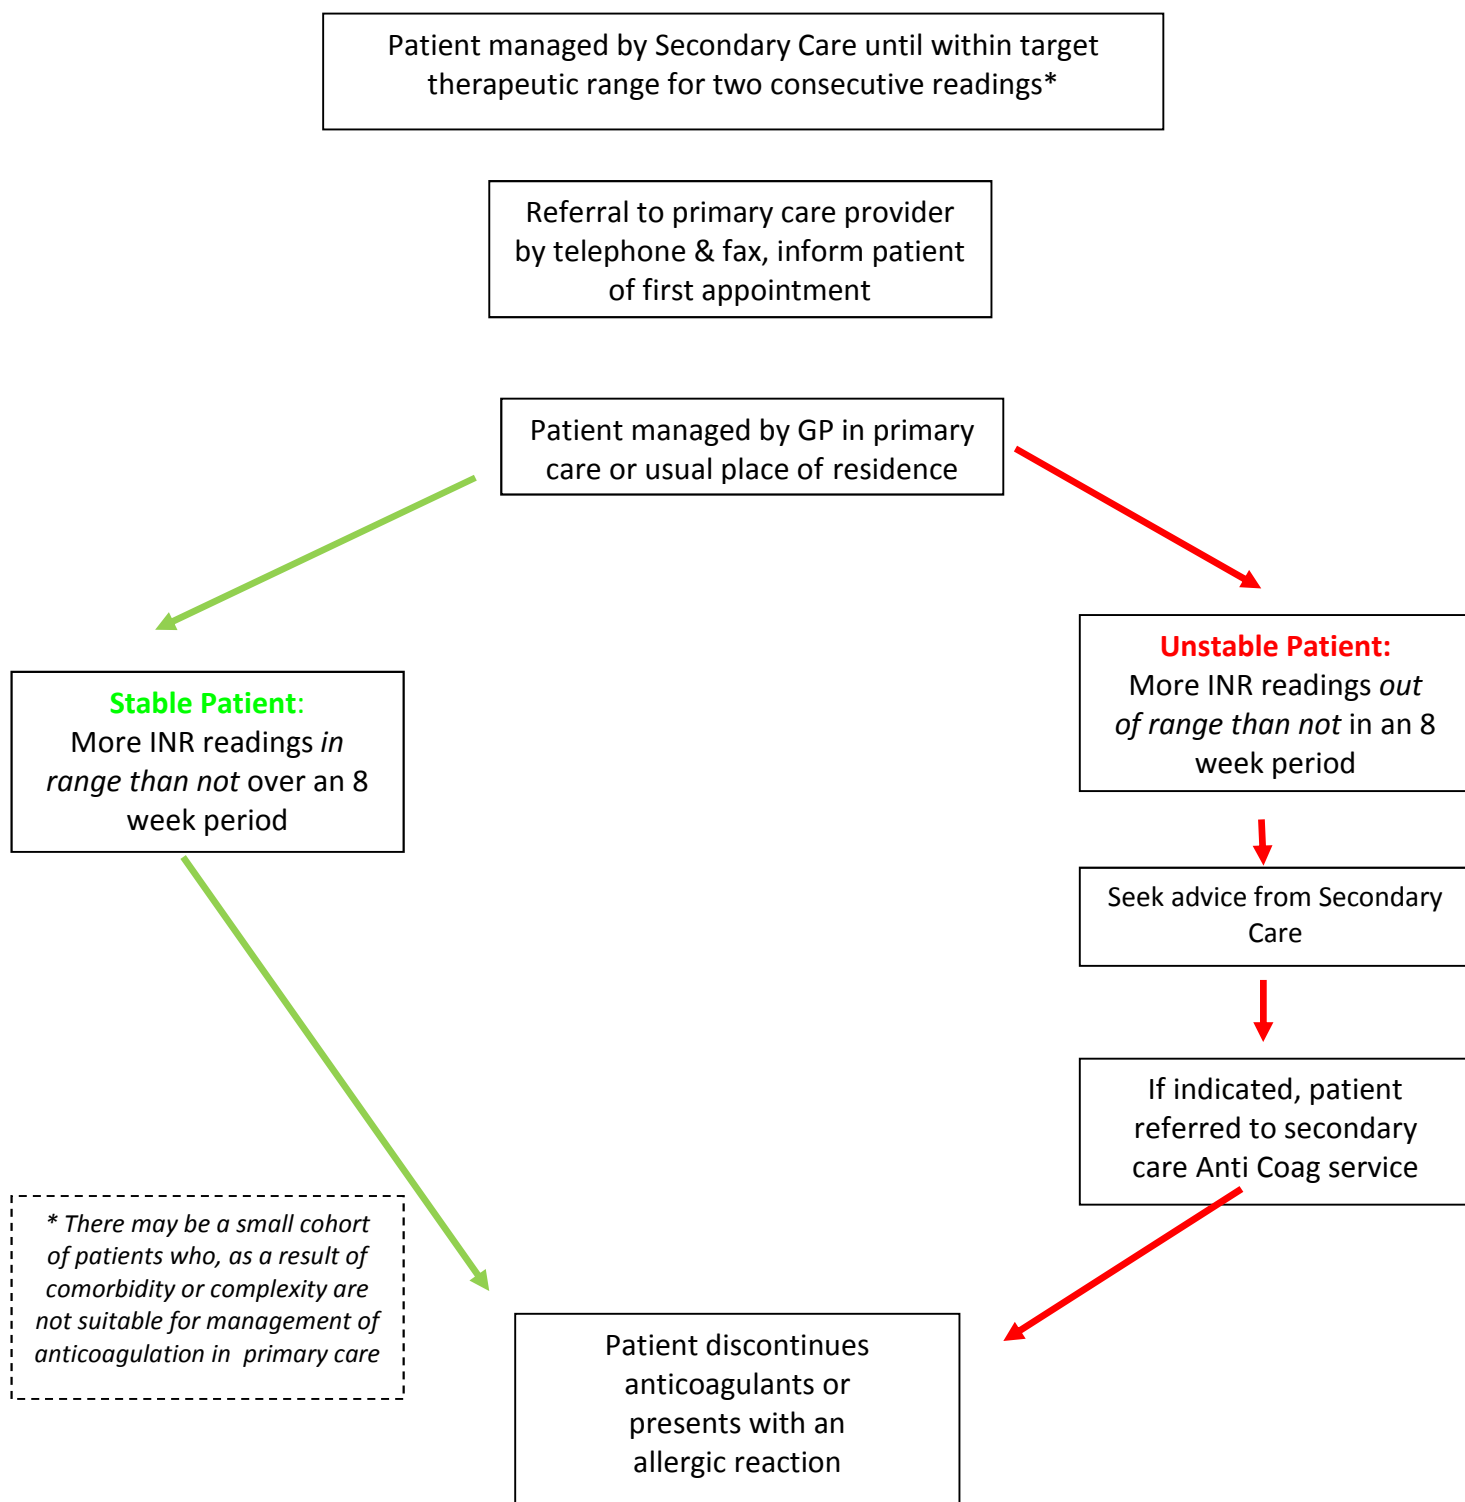 Patient managed by Secondary Care until within target
therapeutic range for two consecutive readings*
Referral to primary care provider
by telephone & fax, inform patient
of first appointment
Patient managed by GP in primary
care or usual place of residence
Stable Patient:
More INR readings in
range than not over an 8
week period
Unstable Patient:
More INR readings out
of range than not in an 8
week period
Seek advice from Secondary
Care
If indicated, patient
referred to secondary
care Anti Coag service
* There may be a small cohort
of patients who, as a result of
comorbidity or complexity are
not suitable for management of
anticoagulation in primary care
Patient discontinues
anticoagulants or
presents with an
allergic reaction